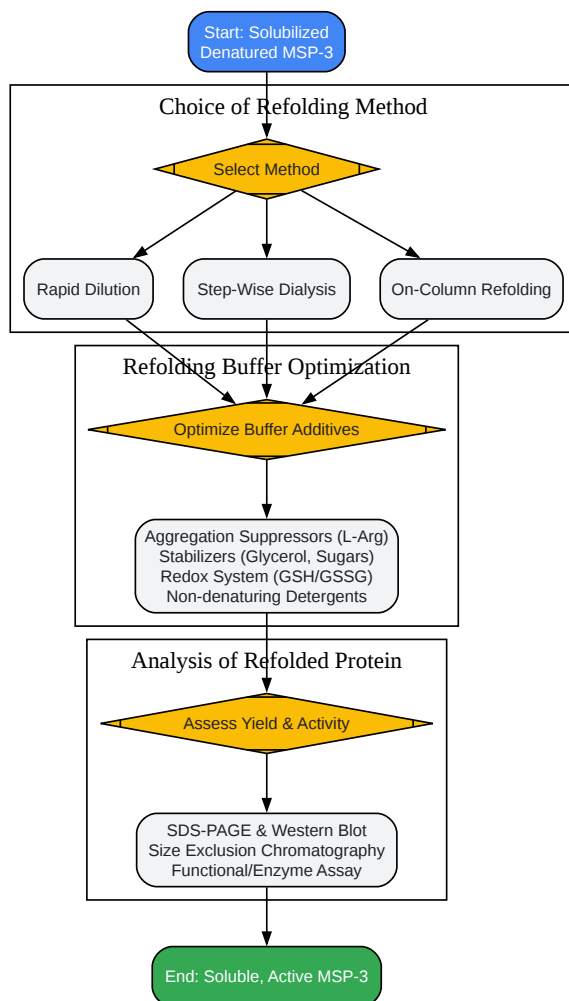 Start: Solubilized
Denatured MSP-3
Choice of Refolding Method
Select Method
Rapid Dilution
Step-Wise Dialysis
On-Column Refolding
Refolding Buffer Optimization
Optimize Buffer Additives
Aggregation Suppressors (L-Arg)
Stabilizers (Glycerol, Sugars)
Redox System (GSH/GSSG)
Non-denaturing Detergents
Analysis of Refolded Protein
Assess Yield & Activity
SDS-PAGE & Western Blot
Size Exclusion Chromatography
Functional/Enzyme Assay
End: Soluble, Active MSP-3